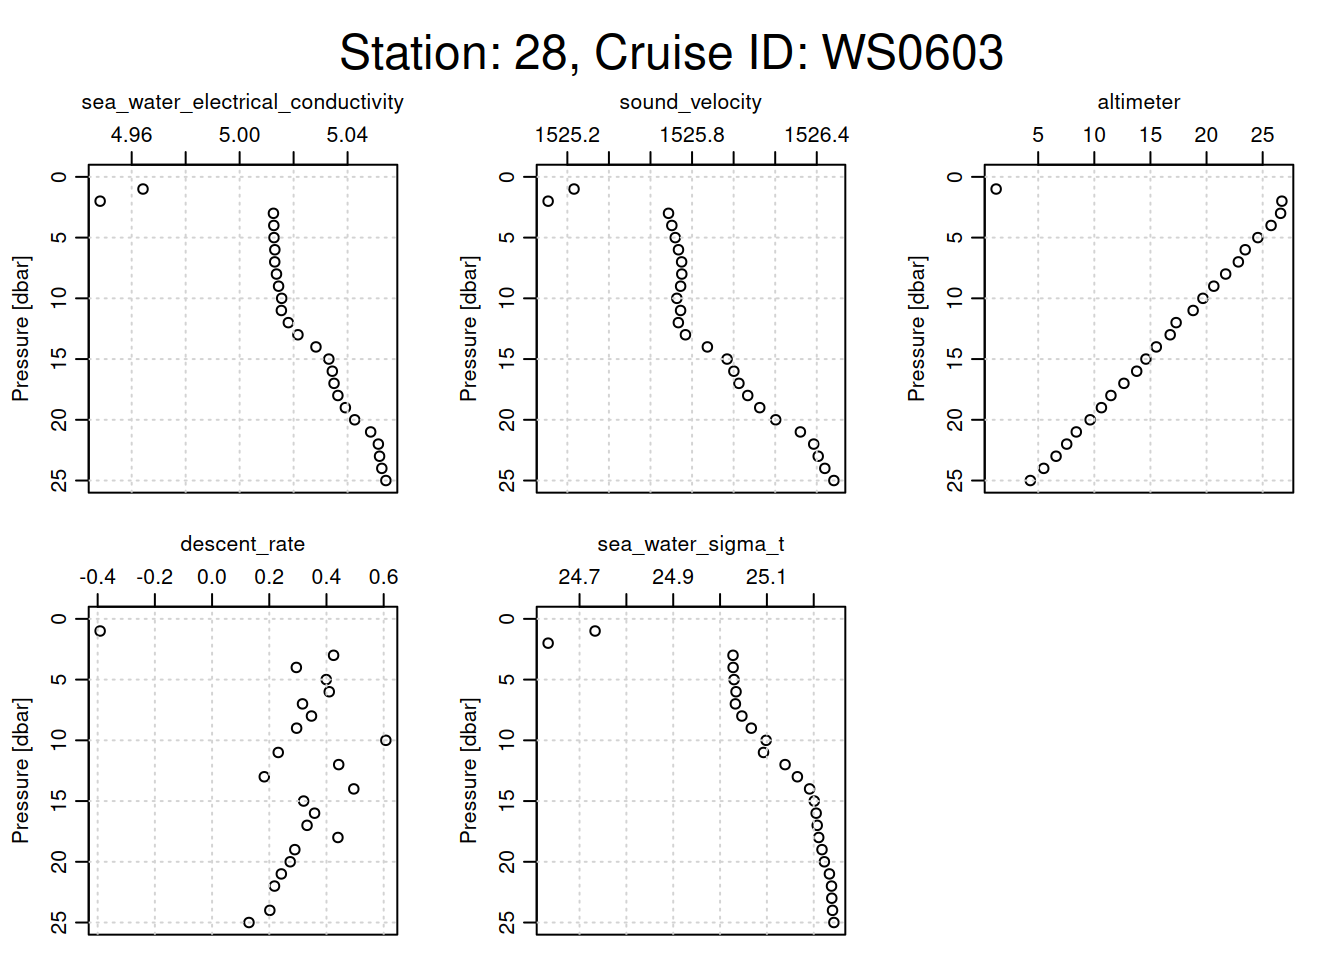 Station: 28, Cruise ID: WS0603
sea_water_electrical_conductivity
4.96 5.00 5.04
Pressure [dbar]
0
5
10
15
20
25
sound_velocity
1525.2 1525.8 1526.4
Pressure [dbar]
0
5
10
15
20
25
altimeter
5 10 15 20 25
Pressure [dbar]
0
5
10
15
20
25
descent_rate
-0.4 -0.2 0.0 0.2 0.4 0.6
Pressure [dbar]
0
5
10
15
20
25
sea_water_sigma_t
24.7 24.9 25.1
Pressure [dbar]
0
5
10
15
20
25